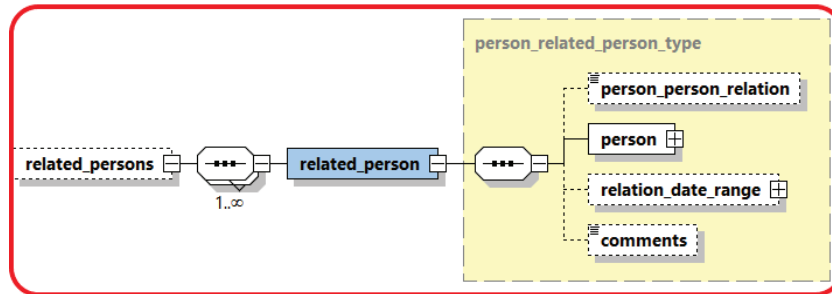 person_related_person_type
person_person_relation
person
related_persons
related_person
1..∞
relation_date_range
comments